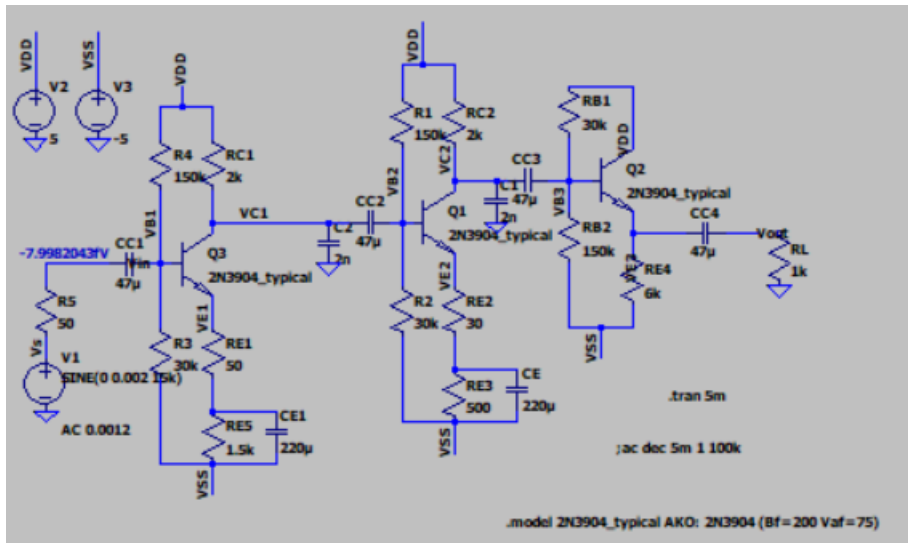 VDD
V2
5
VSS
V3
-5
VDD
R4
150k
RC1
2k
VB1
VC1
-7.9982043fV
CC1
Vin
47µ
Q3
2N3904_typical
C2
2n
R5
50
Vs
V1
SINE(0 0.002 15k)
AC 0.0012
R3
30k
VE1
RE1
50
RE5
1.5k
CE1
220µ
VSS
VDD
R1
150k
RC2
2k
VC2
VB2
CC2
47µ
Q1
2N3904_typical
C1
2n
R2
30k
VE2
RE2
30
RE3
500
CE
220µ
VSS
CC3
47µ
RB1
30k
VDD
Q2
2N3904_typical
VB3
RB2
150k
VE3
RE4
6k
VSS
CC4
47µ
Vout
RL
1k
.tran 5m
;ac dec 5m 1 100k
.model 2N3904_typical AKO: 2N3904 (Bf=200 Vaf=75)